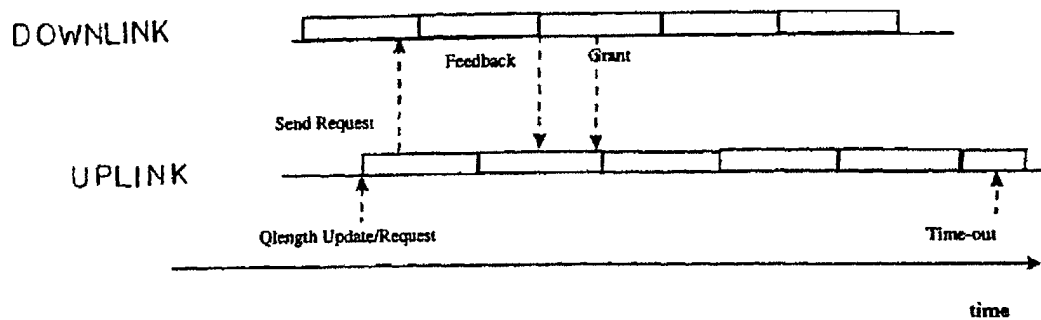 DOWNLINK
Feedback
Grant
Send Request
UPLINK
Qlength Update/Request
Time-out
time